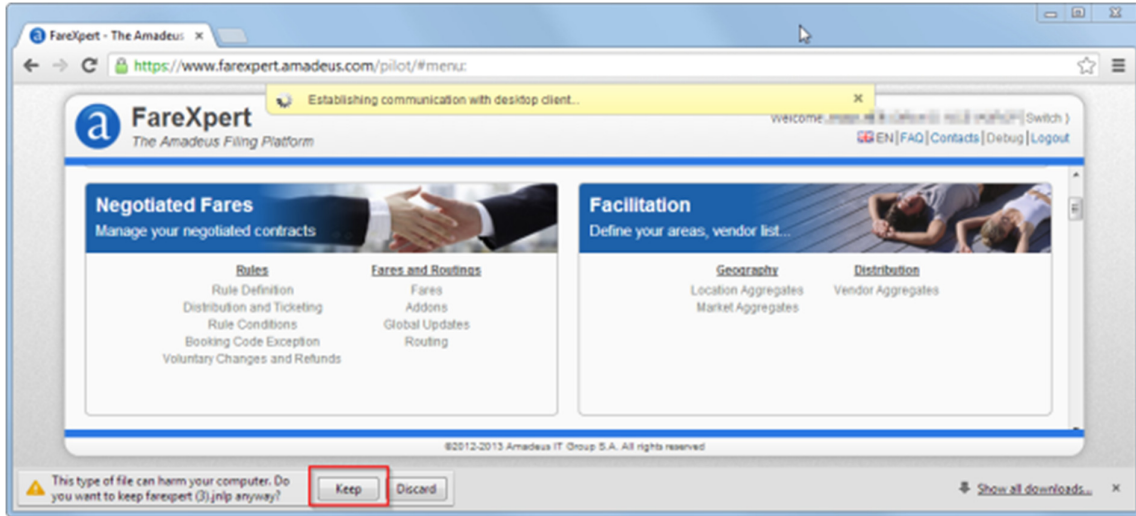 FareXpert - The Amadeus
https://www.farexpert.amadeus.com/pilot/#menu:
Establishing communication with desktop client...
a FareXpert
The Amadeus Filing Platform
Welcome Switch )
EN|FAQ|Contacts|Debug|Logout
Negotiated Fares
Manage your negotiated contracts
Rules
Rule Definition
Distribution and Ticketing
Rule Conditions
Booking Code Exception
Voluntary Changes and Refunds
Fares and Routings
Fares
Addons
Global Updates
Routing
Facilitation
Define your areas, vendor list...
Geography
Location Aggregates
Market Aggregates
Distribution
Vendor Aggregates
©2012-2013 Amadeus IT Group S.A. All rights reserved
This type of file can harm your computer. Do
you want to keep farexpert (3).jnlp anyway?
Keep
Discard
Show all downloads...